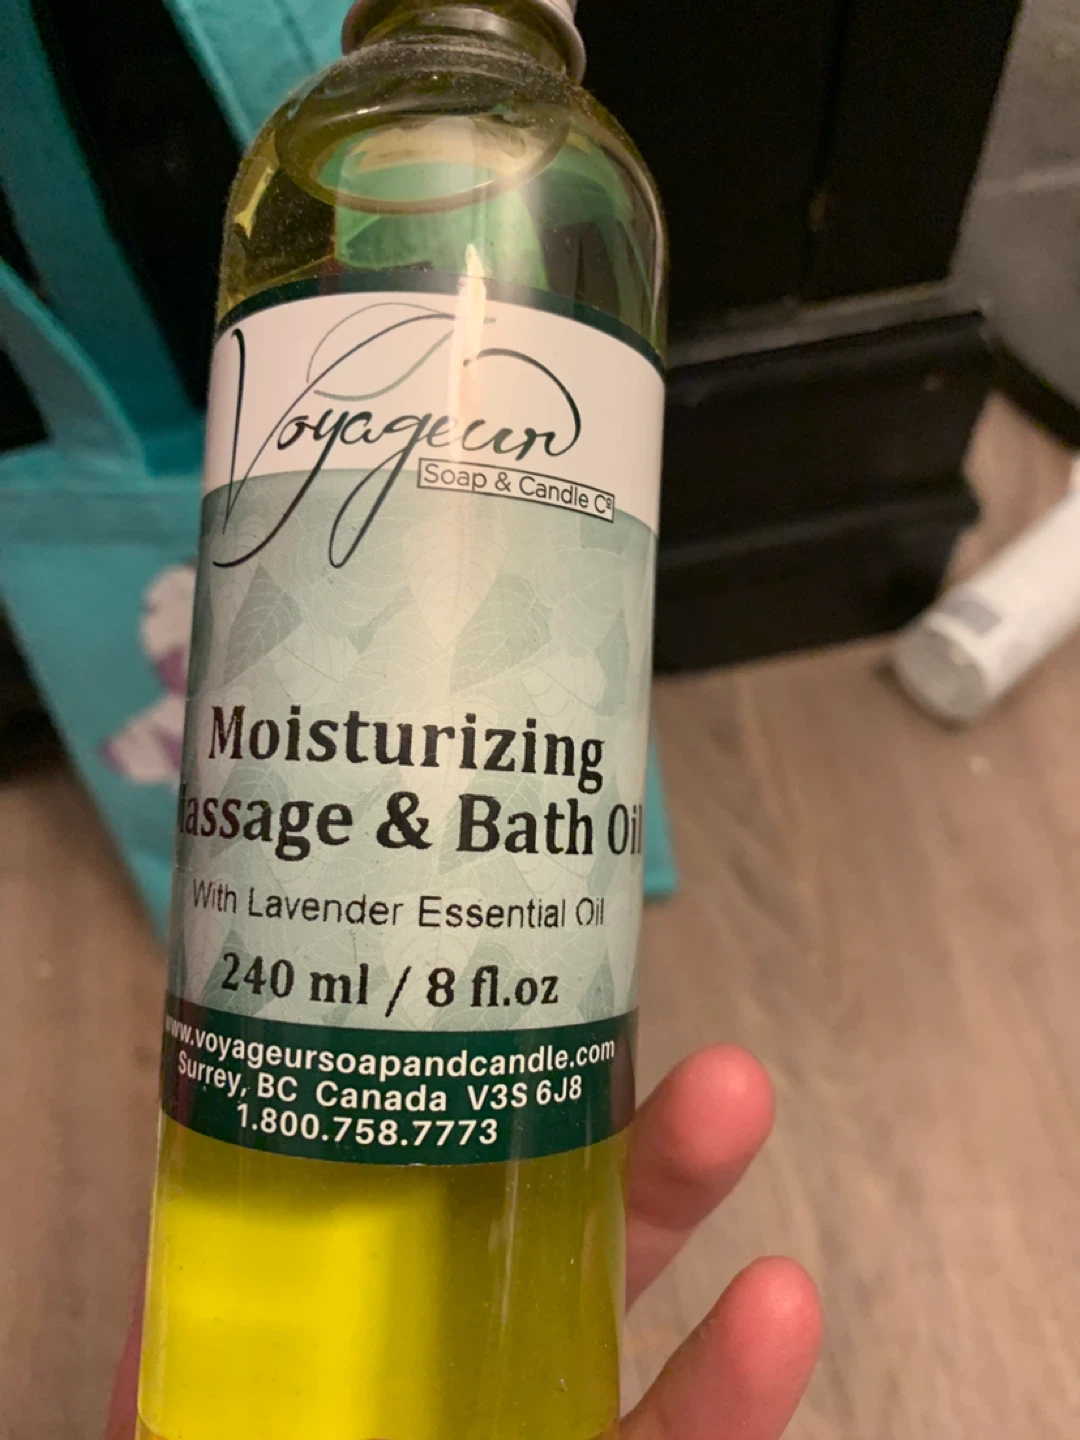 Voyageur
Soap & Candle Cº
Moisturizing
Massage & Bath Oil
With Lavender Essential Oil
240 ml / 8 fl.oz
www.voyageursoapandcandle.com
Surrey, BC Canada V3S 6J8
1.800.758.7773